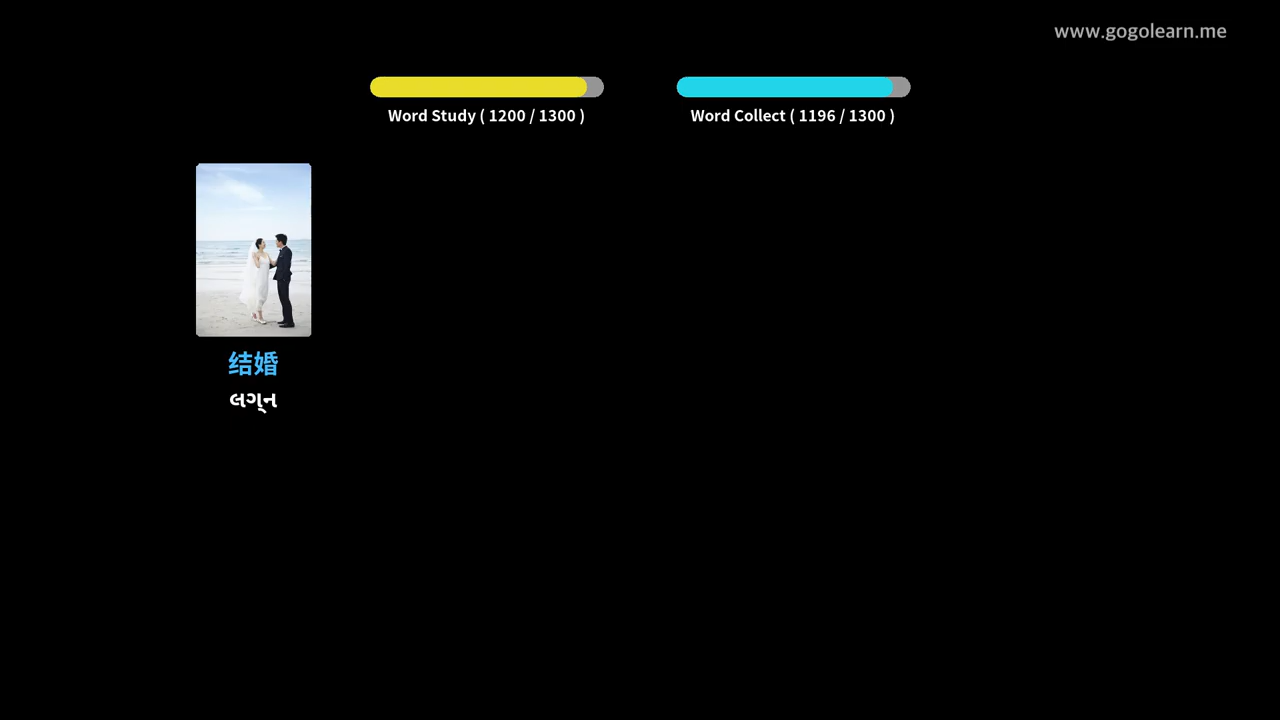 www.gogolearn.me
Word Study ( 1200 / 1300 )
Word Collect ( 1196 / 1300 )
结婚
લગ્ન